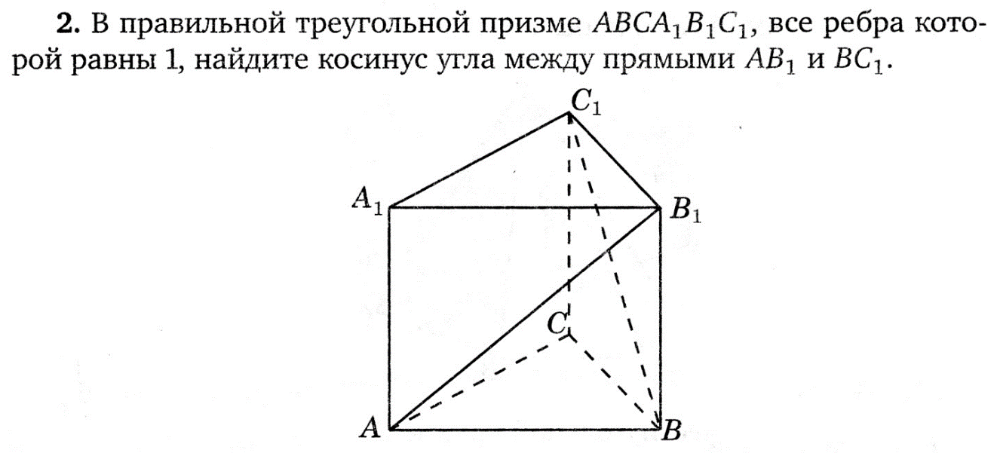 2. В правильной треугольной призме ABCA₁B₁C₁, все ребра кото-
рой равны 1, найдите косинус угла между прямыми AB₁ и BC₁.
C₁
A₁
B₁
C
A
B